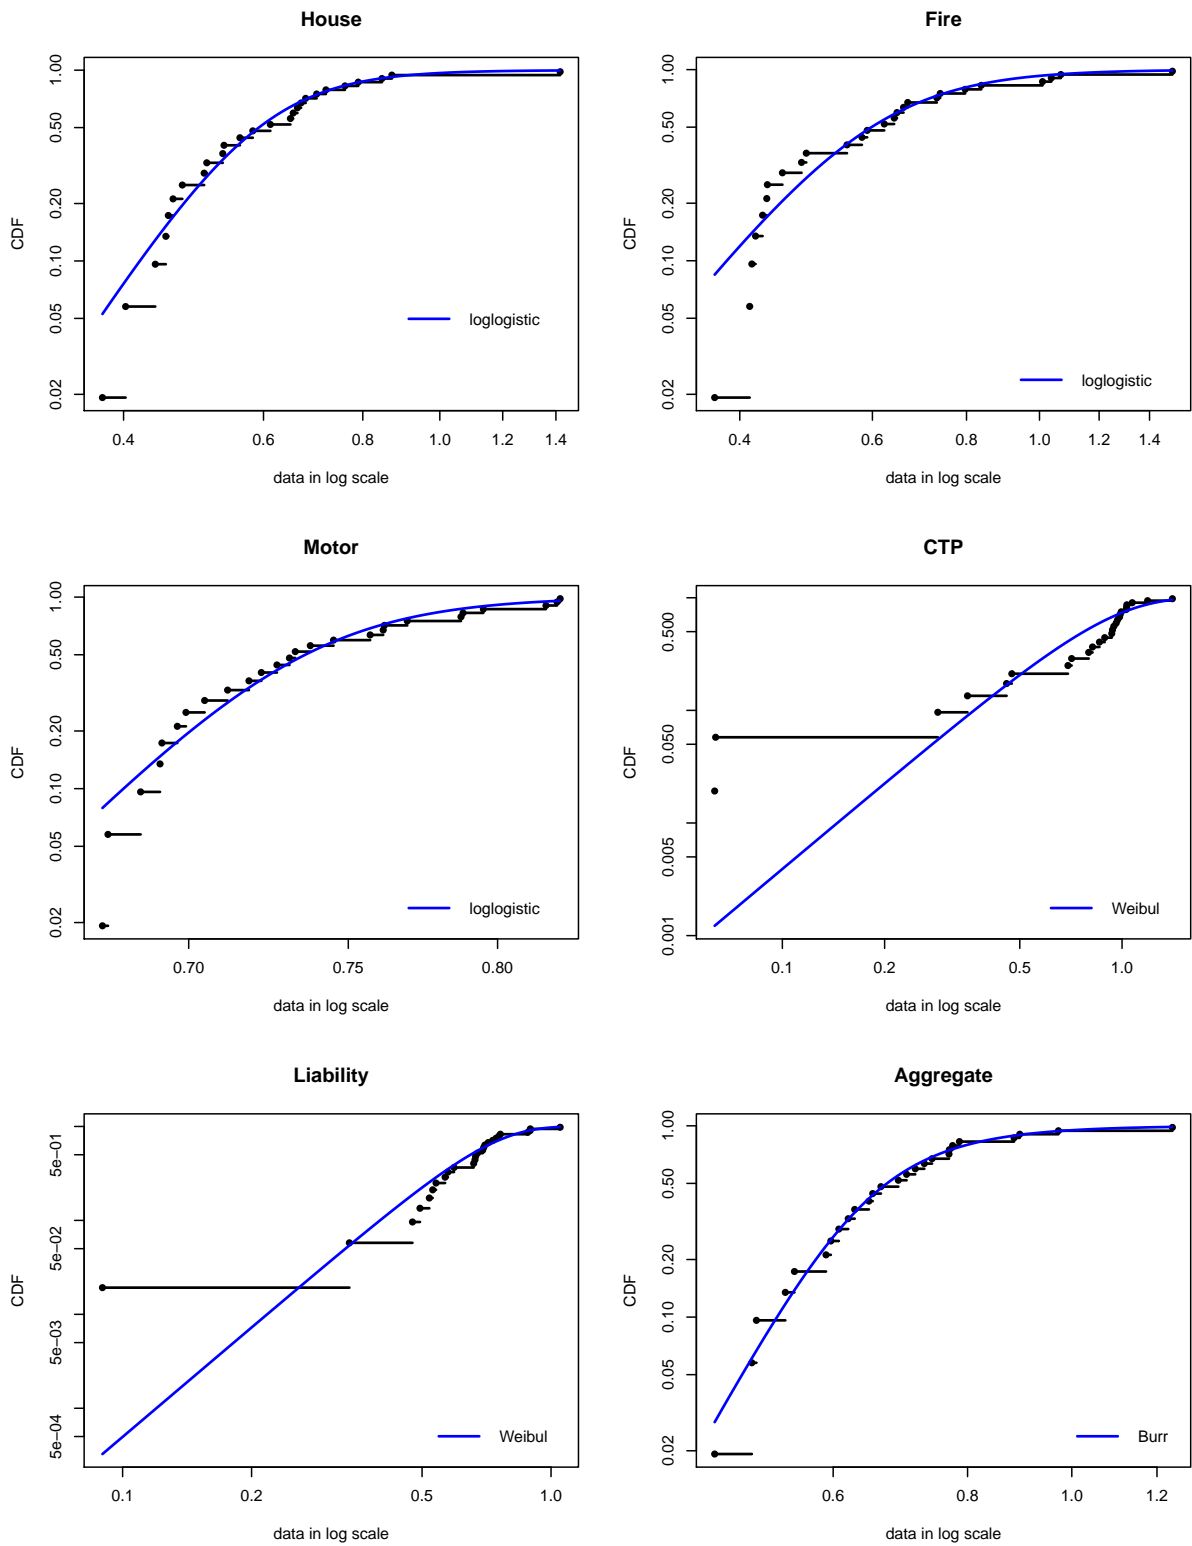 House
CDF
0.02 0.05 0.10 0.20 0.50 1.00
loglogistic
0.4 0.6 0.8 1.0 1.2 1.4
data in log scale
Fire
CDF
0.02 0.05 0.10 0.20 0.50 1.00
loglogistic
0.4 0.6 0.8 1.0 1.2 1.4
data in log scale
Motor
CDF
0.02 0.05 0.10 0.20 0.50 1.00
loglogistic
0.70 0.75 0.80
data in log scale
CTP
CDF
0.001 0.005 0.050 0.500
Weibul
0.1 0.2 0.5 1.0
data in log scale
Liability
CDF
5e−04 5e−03 5e−02 5e−01
Weibul
0.1 0.2 0.5 1.0
data in log scale
Aggregate
CDF
0.02 0.05 0.10 0.20 0.50 1.00
Burr
0.6 0.8 1.0 1.2
data in log scale